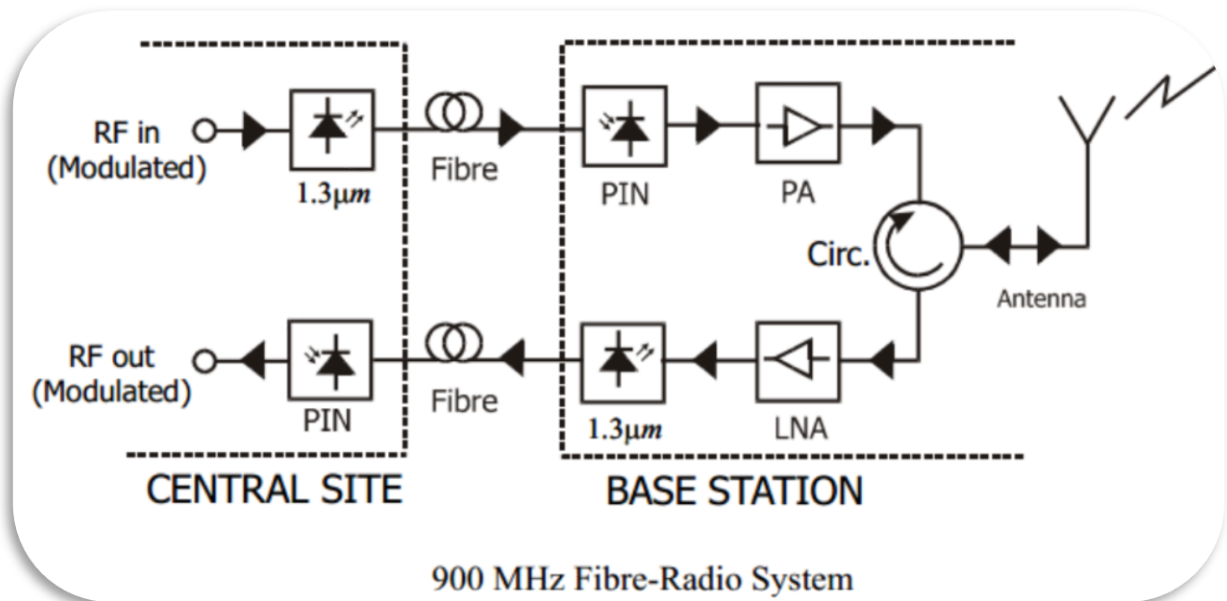 RF in
(Modulated)
1.3μm
Fibre
PIN
PA
Circ.
Antenna
RF out
(Modulated)
PIN
Fibre
1.3μm
LNA
CENTRAL SITE
BASE STATION
900 MHz Fibre-Radio System